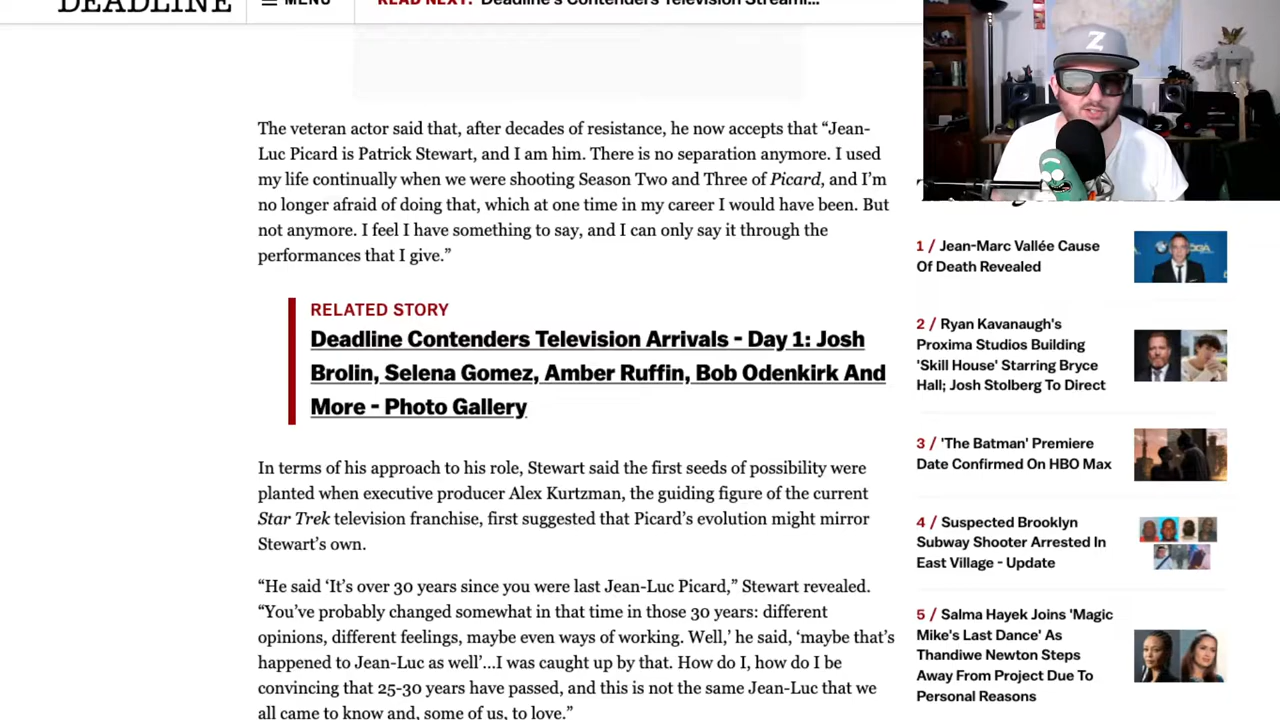 DEADLINE
MENU
READ NEXT: Deadline's Contenders Television Streami...
Z
The veteran actor said that, after decades of resistance, he now accepts that “Jean-
Luc Picard is Patrick Stewart, and I am him. There is no separation anymore. I used
my life continually when we were shooting Season Two and Three of Picard, and I’m
no longer afraid of doing that, which at one time in my career I would have been. But
not anymore. I feel I have something to say, and I can only say it through the
performances that I give.”
RELATED STORY
Deadline Contenders Television Arrivals - Day 1: Josh
Brolin, Selena Gomez, Amber Ruffin, Bob Odenkirk And
More - Photo Gallery
In terms of his approach to his role, Stewart said the first seeds of possibility were
planted when executive producer Alex Kurtzman, the guiding figure of the current
Star Trek television franchise, first suggested that Picard’s evolution might mirror
Stewart’s own.
“He said ‘It’s over 30 years since you were last Jean-Luc Picard,” Stewart revealed.
“You’ve probably changed somewhat in that time in those 30 years: different
opinions, different feelings, maybe even ways of working. Well,’ he said, ‘maybe that’s
happened to Jean-Luc as well’...I was caught up by that. How do I, how do I be
convincing that 25-30 years have passed, and this is not the same Jean-Luc that we
all came to know and, some of us, to love.”
1 / Jean-Marc Vallée Cause
Of Death Revealed
2 / Ryan Kavanaugh's
Proxima Studios Building
'Skill House' Starring Bryce
Hall; Josh Stolberg To Direct
3 / 'The Batman' Premiere
Date Confirmed On HBO Max
4 / Suspected Brooklyn
Subway Shooter Arrested In
East Village - Update
5 / Salma Hayek Joins 'Magic
Mike's Last Dance' As
Thandiwe Newton Steps
Away From Project Due To
Personal Reasons